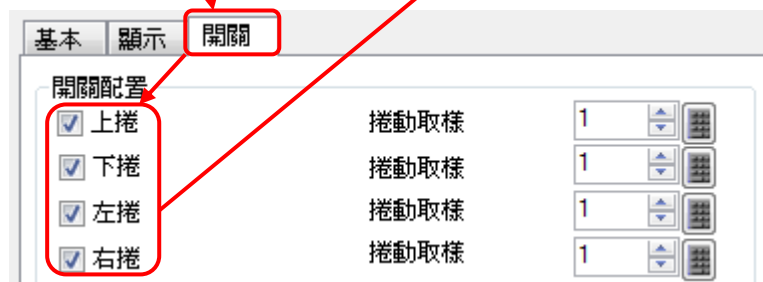 基本 顯示 開關
開關配置
上捲 捲動取樣 1
下捲 捲動取樣 1
左捲 捲動取樣 1
右捲 捲動取樣 1